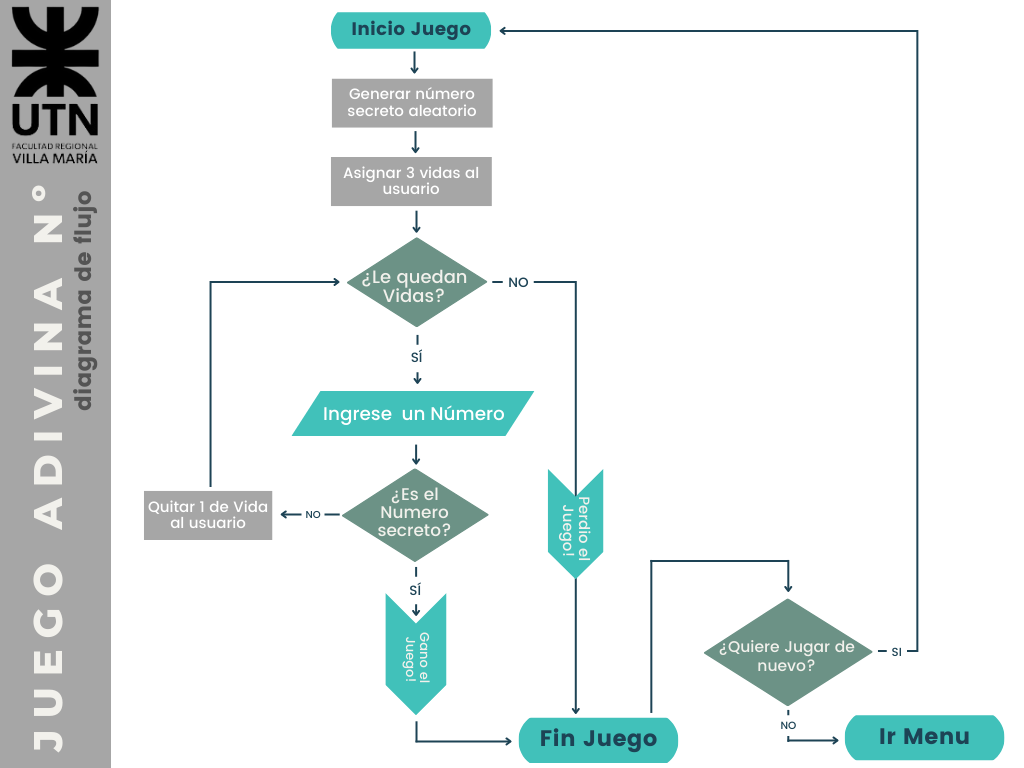 UTN
FACULTAD REGIONAL
VILLA MARÍA
JUEGO ADIVINA N°
diagrama de flujo
Inicio Juego
Generar número
secreto aleatorio
Asignar 3 vidas al
usuario
¿Le quedan
Vidas?
NO
SÍ
Ingrese un Número
¿Es el
Numero
secreto?
NO
Quitar 1 de Vida
al usuario
SÍ
Gano el
Juego!
Perdio el
Juego!
Fin Juego
¿Quiere Jugar de
nuevo?
SI
NO
Ir Menu